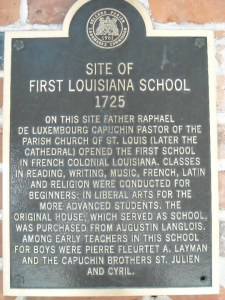 SITE OF
FIRST LOUISIANA SCHOOL
1725
ON THIS SITE FATHER RAPHAEL
DE LUXEMBOURG CAPUCHIN PASTOR OF THE
PARISH CHURCH OF ST. LOUIS (LATER THE
CATHEDRAL) OPENED THE FIRST SCHOOL
IN FRENCH COLONIAL LOUISIANA. CLASSES
IN READING, WRITING, MUSIC, FRENCH, LATIN
AND RELIGION WERE CONDUCTED FOR
BEGINNERS; IN LIBERAL ARTS FOR THE
MORE ADVANCED STUDENTS. THE
ORIGINAL HOUSE, WHICH SERVED AS SCHOOL,
WAS PURCHASED FROM AUGUSTIN LANGLOIS.
AMONG EARLY TEACHERS IN THIS SCHOOL
FOR BOYS WERE PIERRE FLEURTET A. LAYMAN
AND THE CAPUCHIN BROTHERS ST. JULIEN
AND CYRIL.